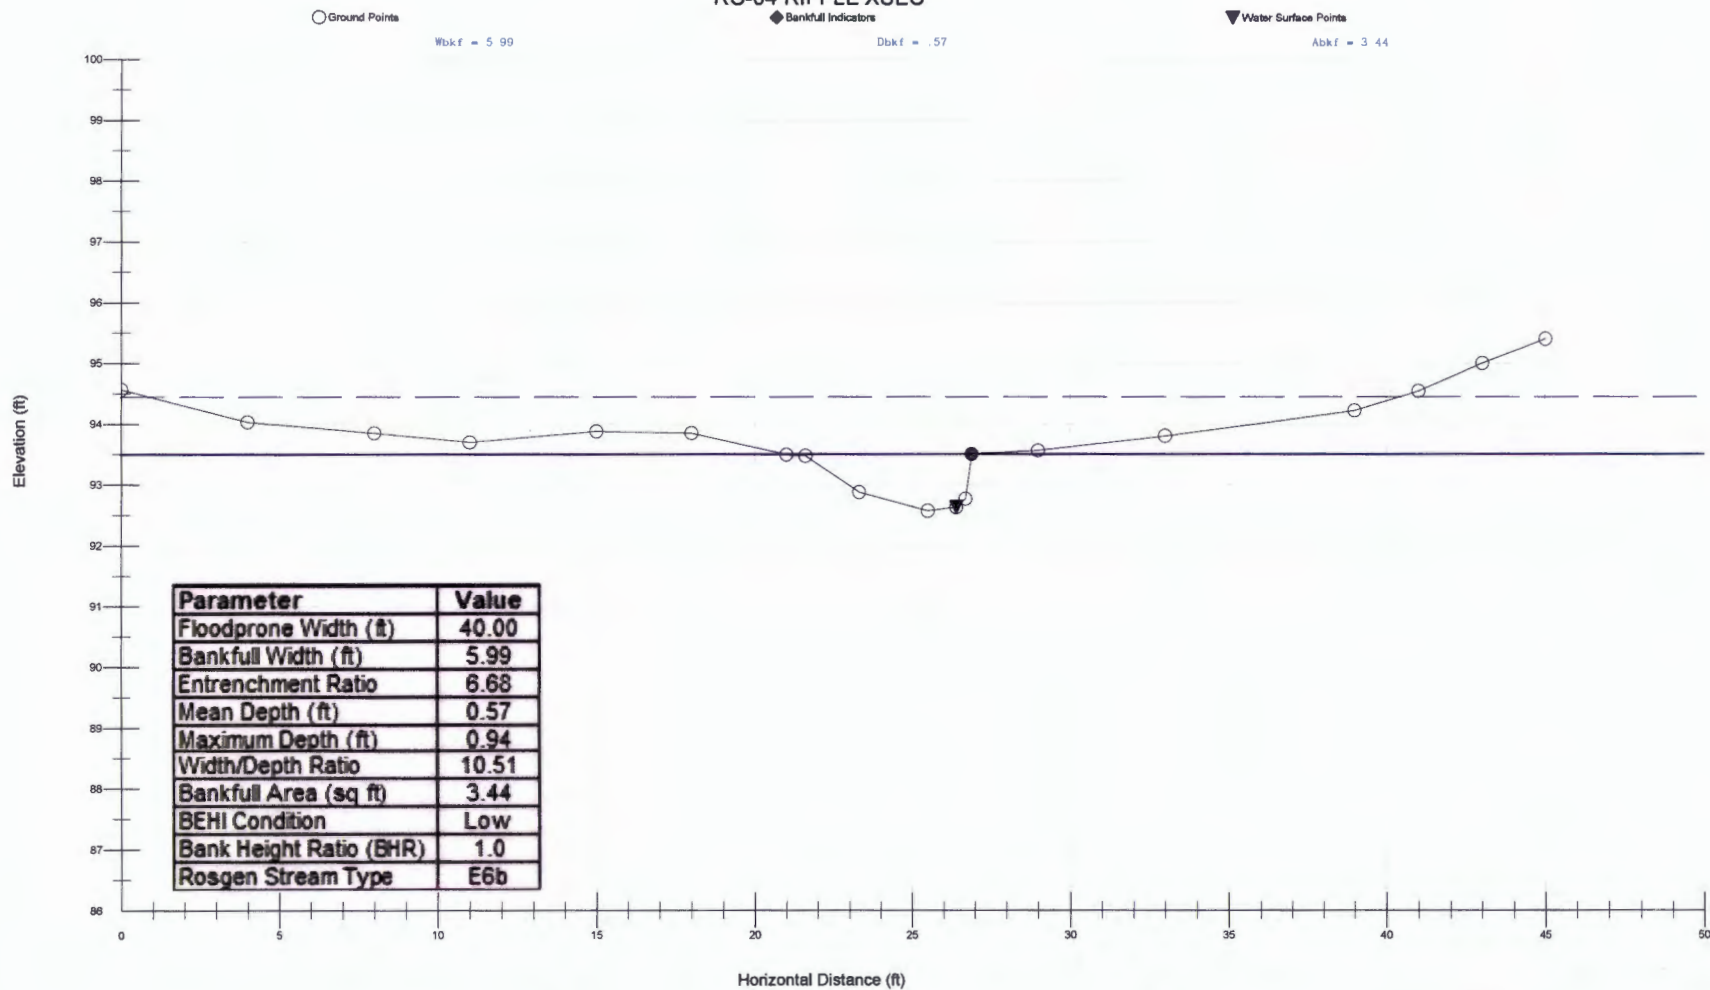 Ground Points
Bankfull Indicators
Water Surface Points
Wbkf = 5 99
Dbkf = .57
Abkf = 3 44
100
99
98
97
96
95
94
93
92
91
90
89
88
87
86
Elevation (ft)
Parameter Value
Floodprone Width (ft) 40.00
Bankfull Width (ft) 5.99
Entrenchment Ratio 6.68
Mean Depth (ft) 0.57
Maximum Depth (ft) 0.94
Width/Depth Ratio 10.51
Bankfull Area (sq ft) 3.44
BEHI Condition Low
Bank Height Ratio (BHR) 1.0
Rosgen Stream Type E6b
0 5 10 15 20 25 30 35 40 45 50
Horizontal Distance (ft)